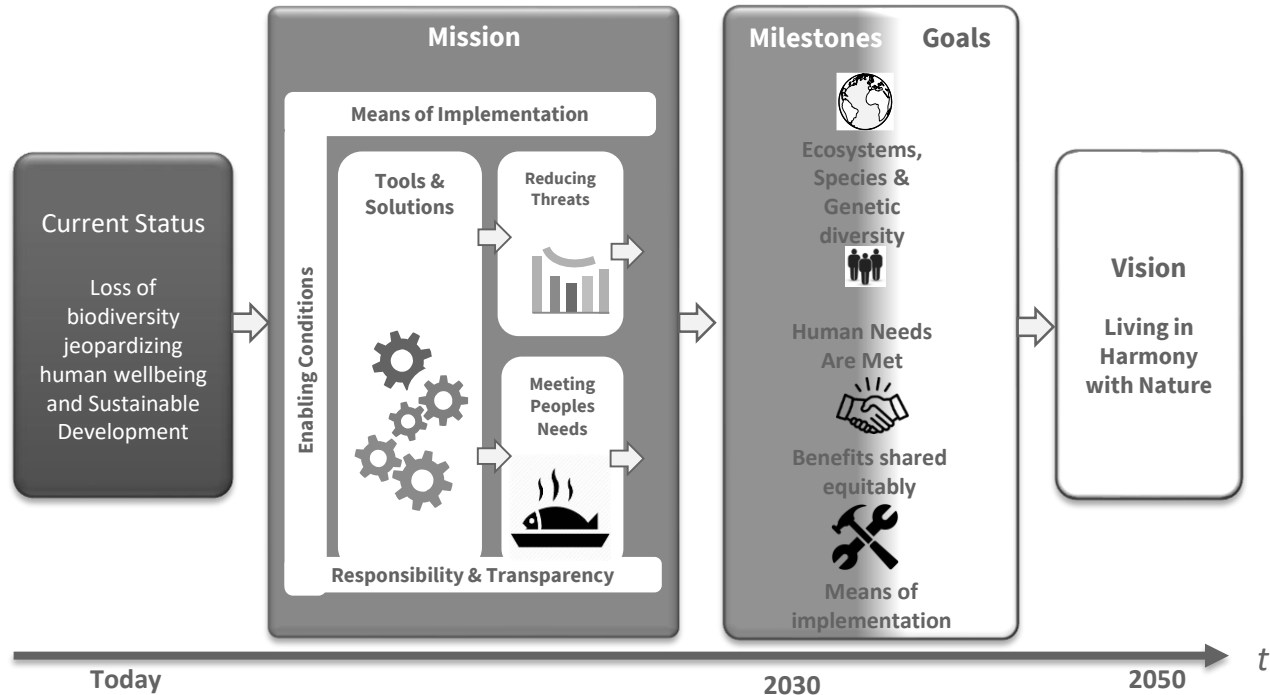 Current Status
Loss of
biodiversity
jeopardizing
human wellbeing
and Sustainable
Development
Mission
Means of Implementation
Enabling Conditions
Tools &
Solutions
Reducing
Threats
Meeting
Peoples
Needs
Responsibility & Transparency
Milestones
Goals
Ecosystems,
Species &
Genetic
diversity
Human Needs
Are Met
Benefits shared
equitably
Means of
implementation
Vision
Living in
Harmony
with Nature
Today
2030
2050
t